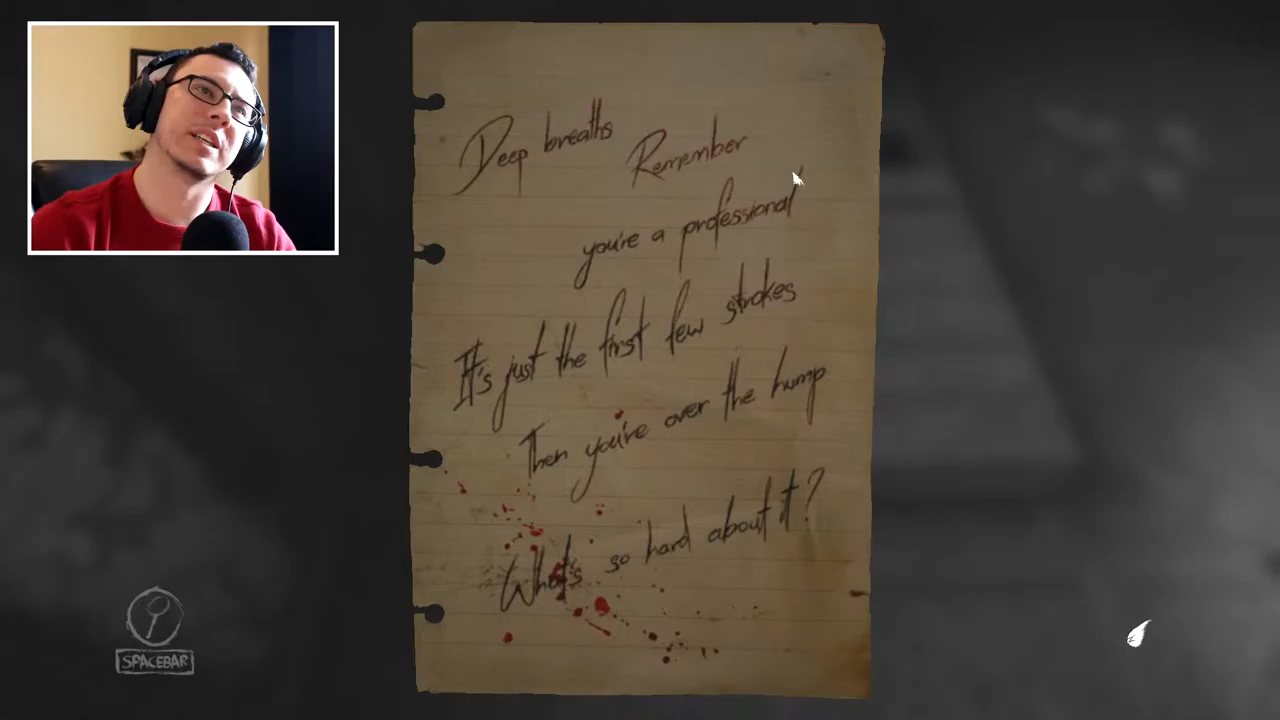 Deep breaths
Remember
you're a professional
It's just the first few strokes
Then you're over the hump
What's so hard about it?
SPACEBAR